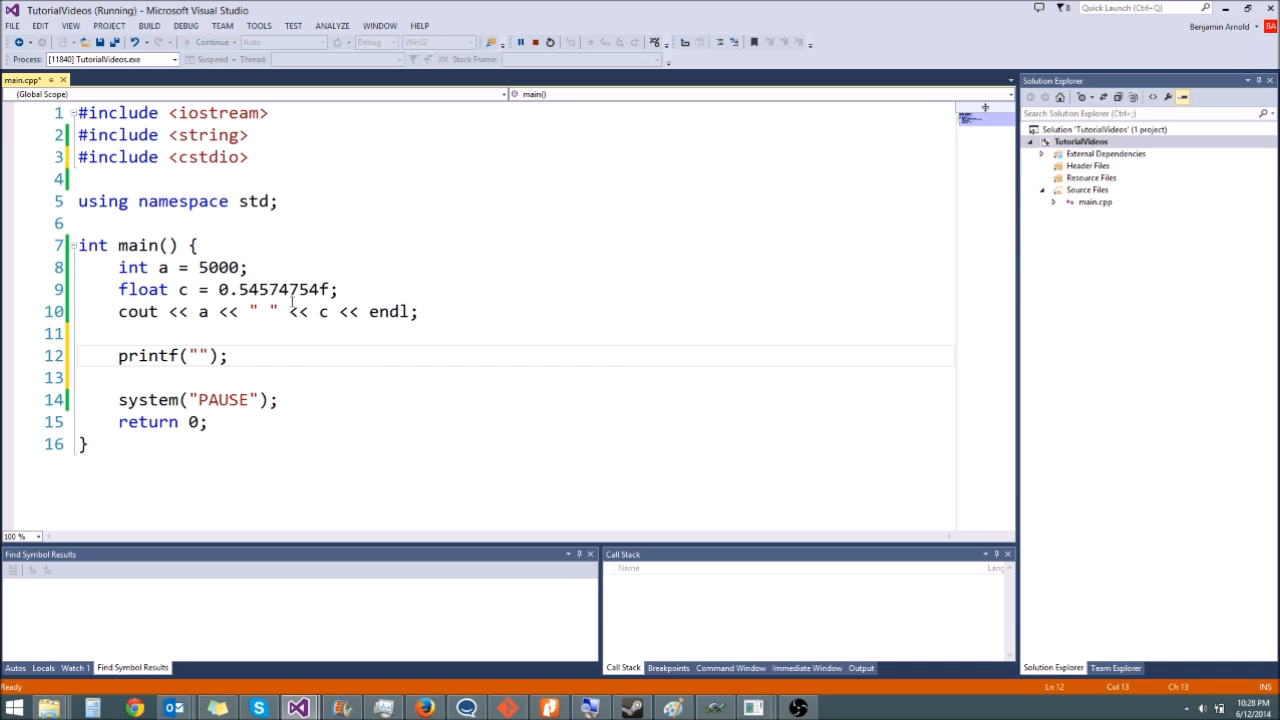 TutorialVideos (Running) - Microsoft Visual Studio
8
Quick Launch (Ctrl+Q)
FILE EDIT VIEW PROJECT BUILD DEBUG TEAM TOOLS TEST ANALYZE WINDOW HELP
Benjamin Arnold
BA
Continue Auto Debug Win32
Process: [11840] TutorialVideos.exe Suspend Thread: Stack Frame:
main.cpp*
(Global Scope) main()
1 #include <iostream>
2 #include <string>
3 #include <cstdio>
4
5 using namespace std;
6
7 int main() {
8 int a = 5000;
9 float c = 0.54574754f;
10 cout << a << " " << c << endl;
11
12 printf("");
13
14 system("PAUSE");
15 return 0;
16 }
100 %
Solution Explorer
Search Solution Explorer (Ctrl+;)
Solution 'TutorialVideos' (1 project)
TutorialVideos
External Dependencies
Header Files
Resource Files
Source Files
main.cpp
Find Symbol Results
Call Stack
Name Lang
Autos Locals Watch 1 Find Symbol Results
Call Stack Breakpoints Command Window Immediate Window Output
Solution Explorer Team Explorer
Ready Ln 12 Col 13 Ch 13 INS
10:28 PM
6/12/2014